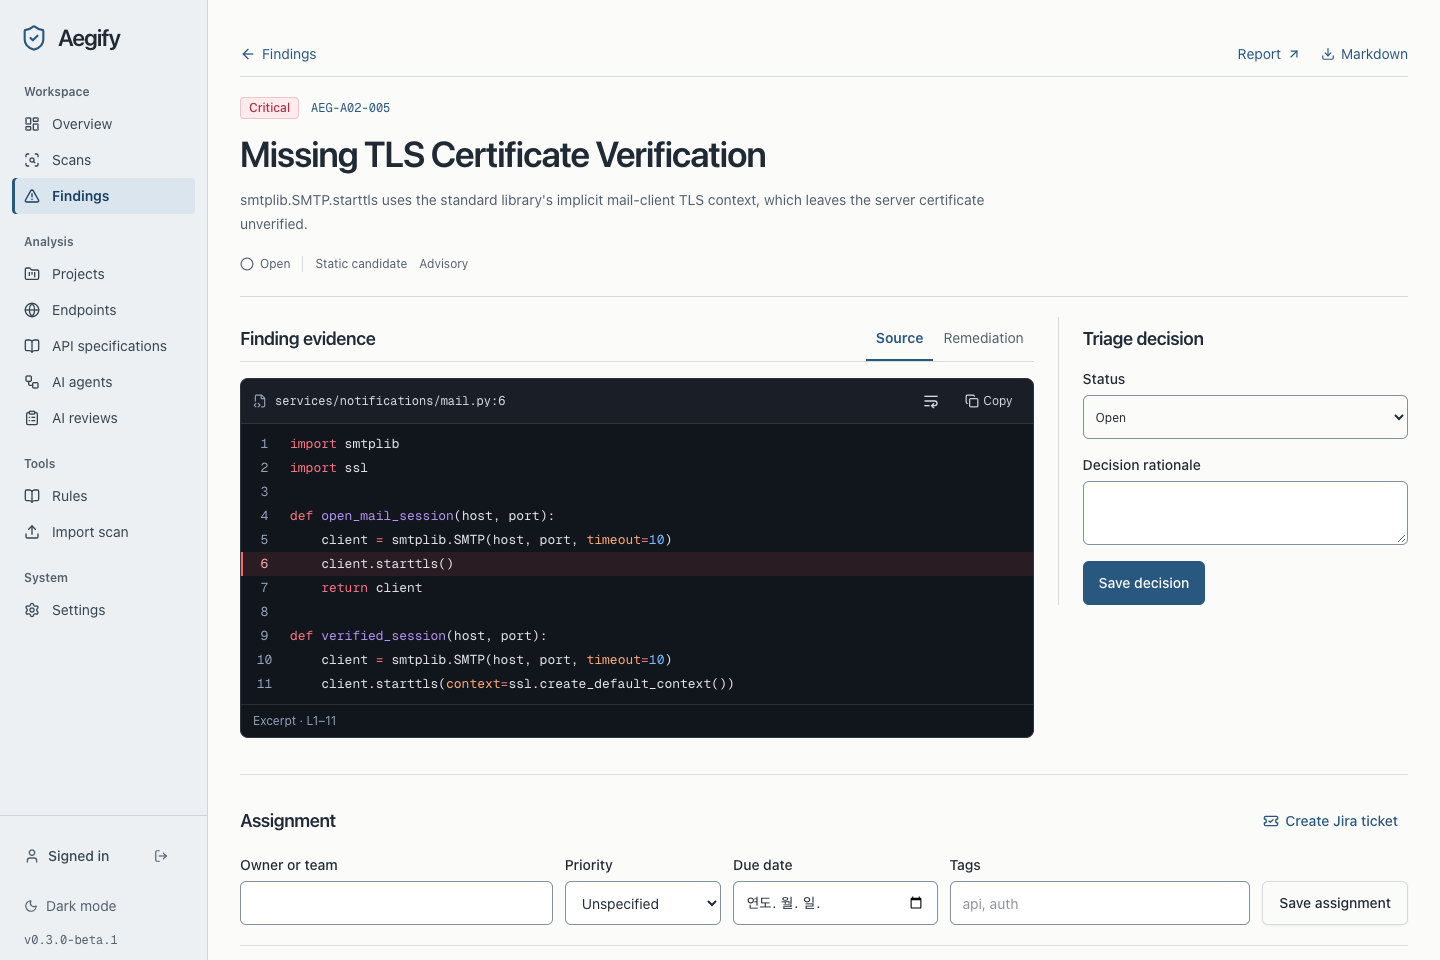 Aegify
Workspace
Overview
Scans
Findings
Analysis
Projects
Endpoints
API specifications
AI agents
AI reviews
Tools
Rules
Import scan
System
Settings
Signed in
Dark mode
v0.3.0-beta.1
Findings
Report
Markdown
Critical AEG-A02-005
Missing TLS Certificate Verification
smtplib.SMTP.starttls uses the standard library's implicit mail-client TLS context, which leaves the server certificate
unverified.
Open Static candidate Advisory
Finding evidence
Source Remediation
services/notifications/mail.py:6
Copy
1 import smtplib
2 import ssl
3
4 def open_mail_session(host, port):
5     client = smtplib.SMTP(host, port, timeout=10)
6     client.starttls()
7     return client
8
9 def verified_session(host, port):
10     client = smtplib.SMTP(host, port, timeout=10)
11     client.starttls(context=ssl.create_default_context())
Excerpt · L1–11
Triage decision
Status
Open
Decision rationale
Save decision
Assignment
Create Jira ticket
Owner or team
Priority
Unspecified
Due date
연도. 월. 일.
Tags
api, auth
Save assignment